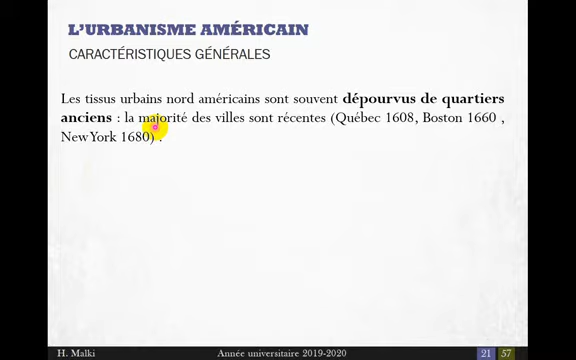 L'URBANISME AMÉRICAIN
CARACTÉRISTIQUES GÉNÉRALES
Les tissus urbains nord américains sont souvent dépourvus de quartiers
anciens : la majorité des villes sont récentes (Québec 1608, Boston 1660 ,
New York 1680) .
H. Malki
Année universitaire 2019-2020
21
57